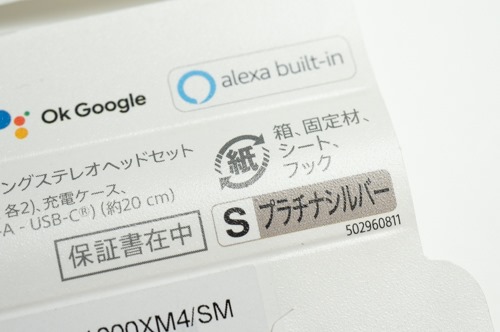 Ok Google
alexa built-in
ングステレオヘッドセット
各2)、充電ケース、
-A - USB-C®) (約20 cm)
紙
箱、固定材、
シート、
フック
保証書在中
S プラチナシルバー
502960811
000XM4/SM